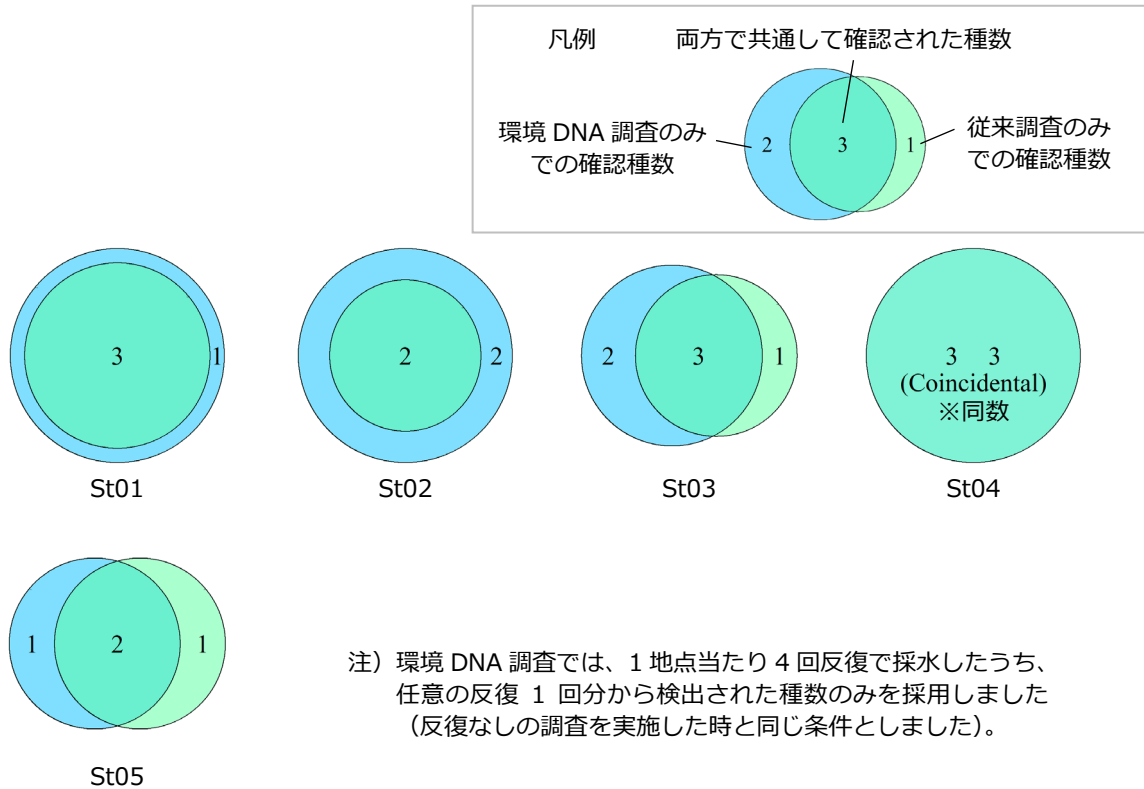 凡例 両方で共通して確認された種数
環境 DNA 調査のみ
での確認種数
2 3 1
従来調査のみ
での確認種数
3 1
St01
2 2
St02
2 3 1
St03
3 3
(Coincidental)
※同数
St04
1 2 1
St05
注）環境 DNA 調査では、1 地点当たり 4 回反復で採水したうち、
任意の反復 1 回分から検出された種数のみを採用しました
（反復なしの調査を実施した時と同じ条件としました）。